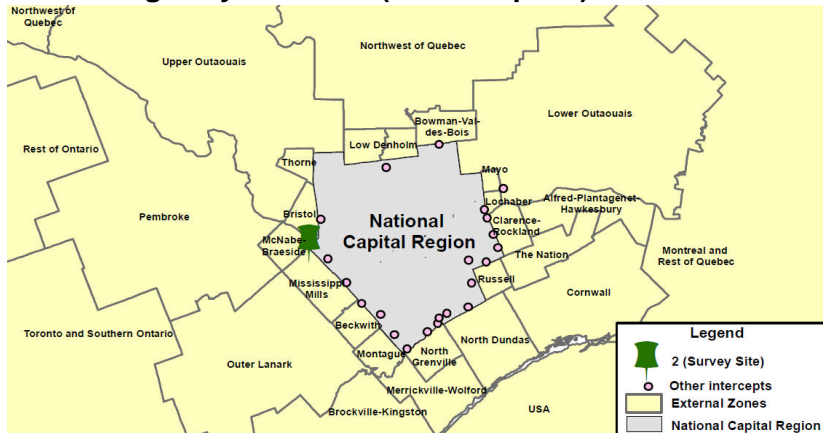 Northwest of
Quebec
Northwest of Quebec
Upper Outaouais
Bowman-Val-
des-Bois
Lower Outaouais
Low Denholm
Rest of Ontario
Thorne
Mayo
Lochaber
Alfred-Plantagenet-
Hawkesbury
Pembroke
Bristol
National
Capital Region
Clarence-
Rockland
McNabe-
Braeside
The Nation
Montreal and
Rest of Quebec
Mississippi
Mills
Russell
Cornwall
Toronto and Southern Ontario
Beckwith
North Dundas
Outer Lanark
Montague
North
Grenville
Merrickville-Wolford
Brockville-Kingston
USA
Legend
2 (Survey Site)
Other intercepts
External Zones
National Capital Region